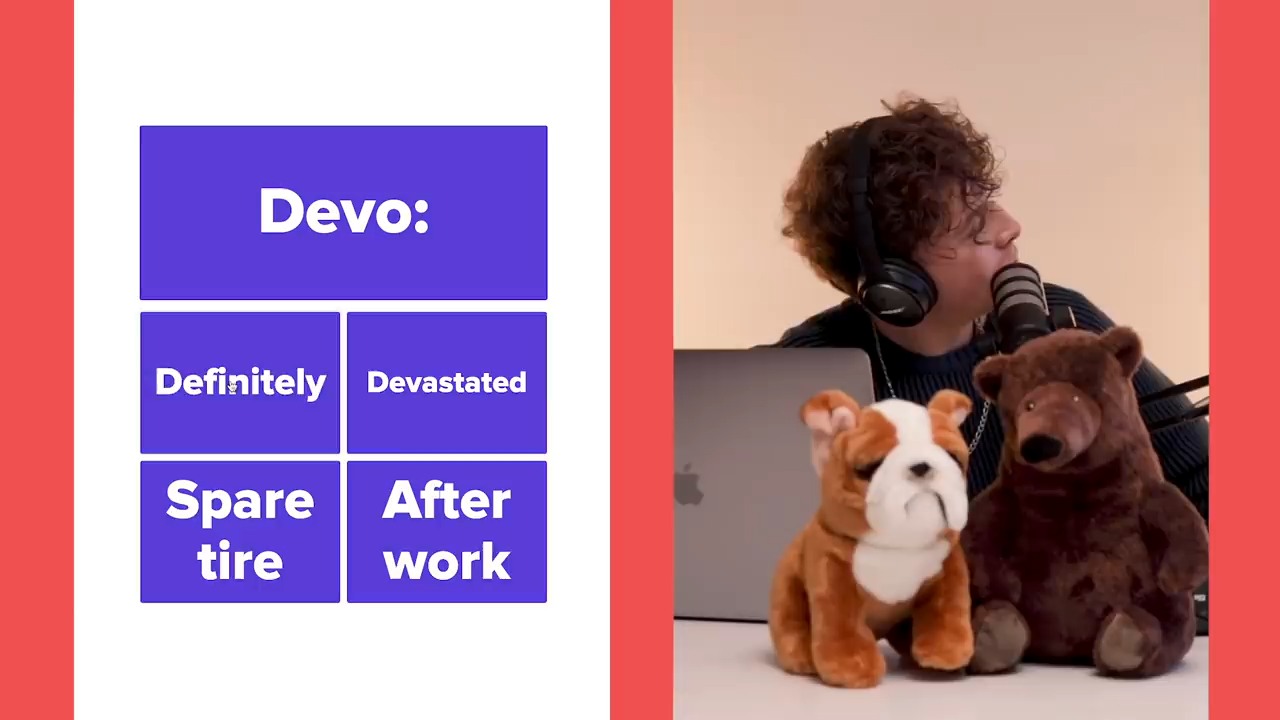 Devo:
Definitely
Devastated
Spare
tire
After
work